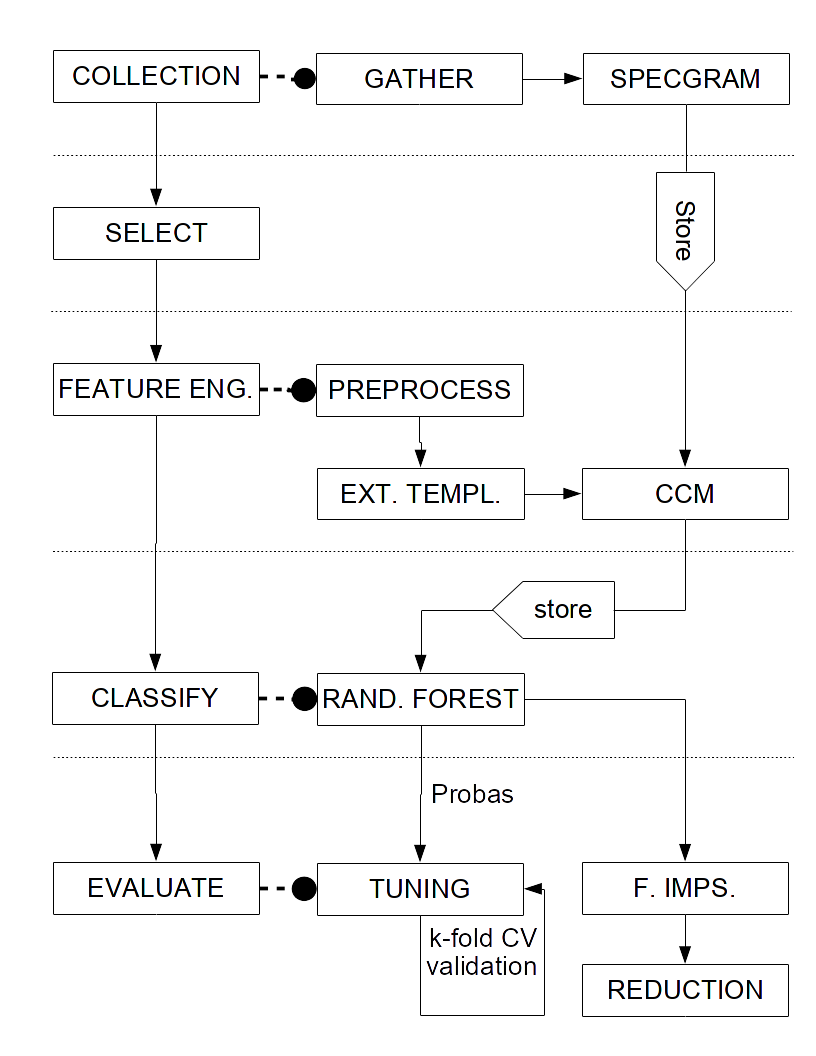 COLLECTION
GATHER
SPECGRAM
Store
SELECT
FEATURE ENG.
PREPROCESS
EXT. TEMPL.
CCM
store
CLASSIFY
RAND. FOREST
Probas
EVALUATE
TUNING
F. IMPS.
k-fold CV
validation
REDUCTION